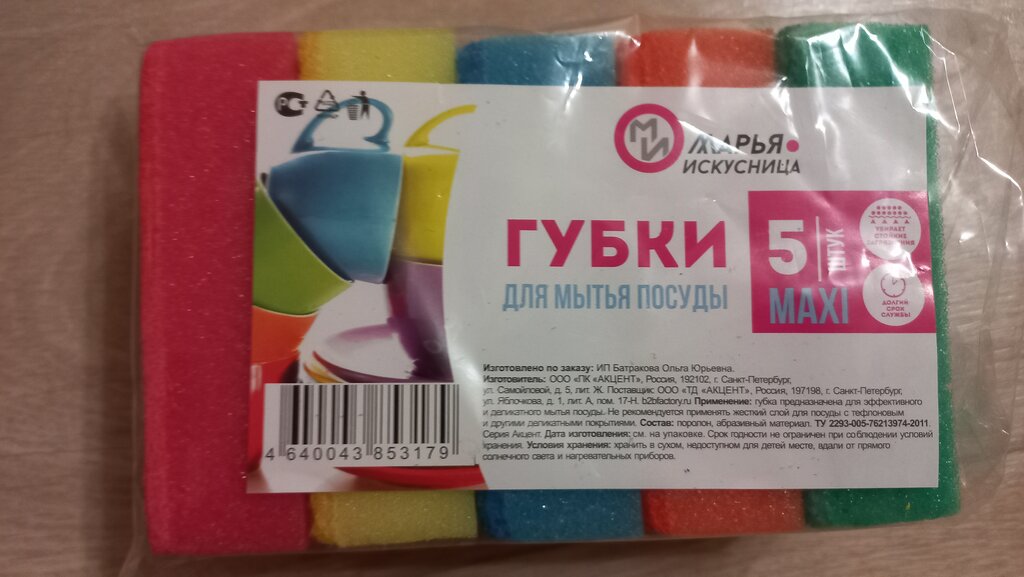 МИ
МАРЬЯ
ИСКУСНИЦА
ГУБКИ
ДЛЯ МЫТЬЯ ПОСУДЫ
5 ШТУК
MAXI
УБИРАЕТ
СТОЙКИЕ
ЗАГРЯЗНЕНИЯ
ДОЛГИЙ
СРОК
СЛУЖБЫ
Изготовлено по заказу: ИП Батракова Ольга Юрьевна.
Изготовитель: ООО «ПК «АКЦЕНТ», Россия, 192102, г. Санкт-Петербург,
ул. Самойловой, д. 5, лит. Ж. Поставщик: ООО «ТД «АКЦЕНТ», Россия, 197198, г. Санкт-Петербург,
ул. Яблочкова, д. 1, лит. А, пом. 17-Н. b2bfactory.ru Применение: губка предназначена для эффективного
и деликатного мытья посуды. Не рекомендуется применять жесткий слой для посуды с тефлоновым
и другими деликатными покрытиями. Состав: поролон, абразивный материал. ТУ 2293-005-76213974-2011.
Серия Акцент. Дата изготовления: см. на упаковке. Срок годности не ограничен при соблюдении условий
хранения. Условия хранения: хранить в сухом, недоступном для детей месте, вдали от прямого
солнечного света и нагревательных приборов.
4 640043 853179